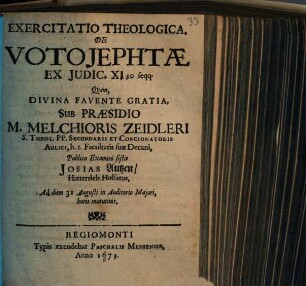 33
EXERCITATIO THEOLOGICA.
DE
VOTO JEPHTÆ
EX JUDIC. XI. 30 seqq.
Quam,
DIVINA FAVENTE GRATIA,
SUB PRÆSIDIO
M. MELCHIORIS ZEIDLERI
S. THEOL. PP. SECUNDARII ET CONCIONATORIS
AULICI, h. t. Facultatis suæ Decani,
Publico Examini sistit
JOSIAS
Hattersleb. Holsatus,
Ad diem 31 Augusti in Auditorio Majori,
horis matutinis.
REGIOMONTI
Typis excudebat PASCHALIS MENSENIUS,
Anno 1673.